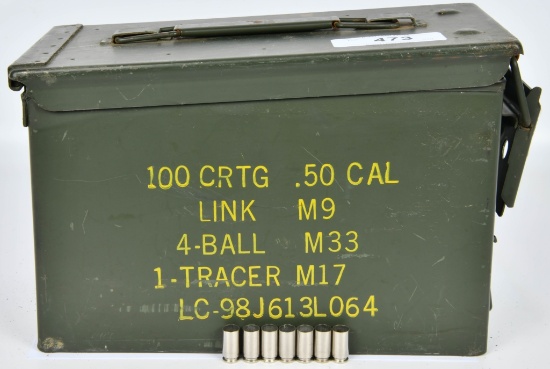 473
100 CRTG .50 CAL
LINK M9
4-BALL M33
1-TRACER M17
LC-98J613L064